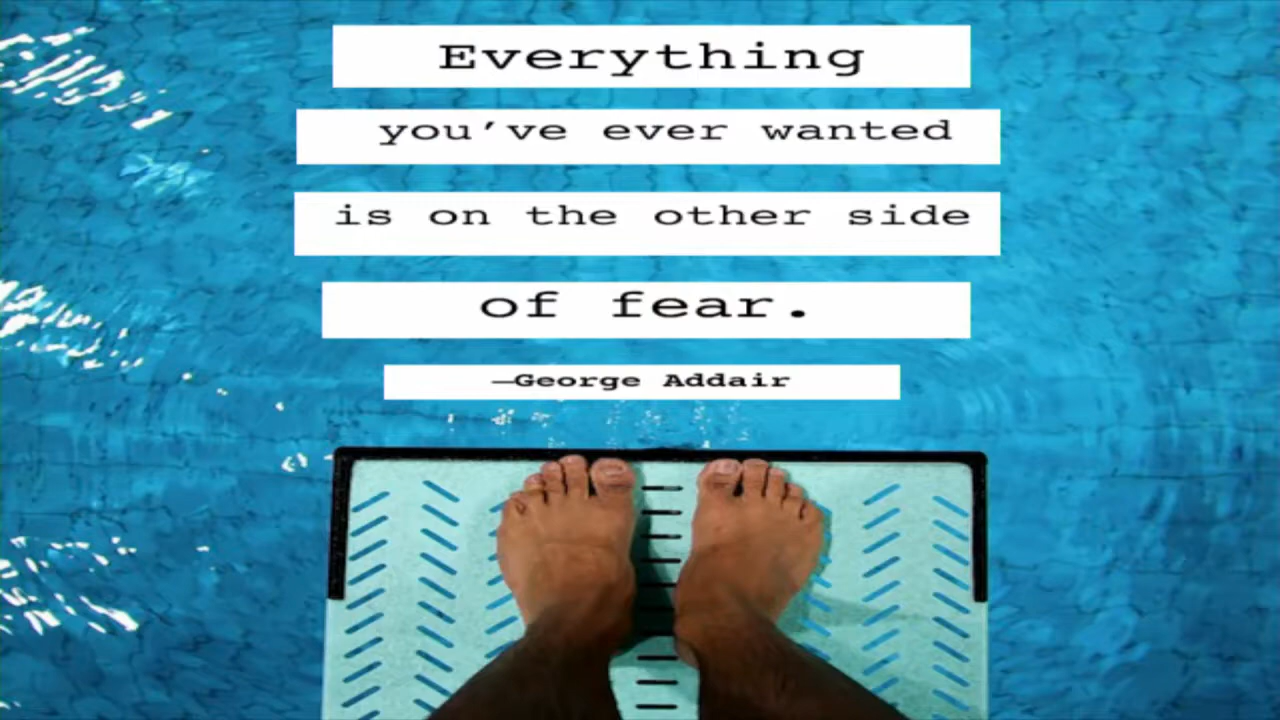 Everything
you've ever wanted
is on the other side
of fear.
—George Addair